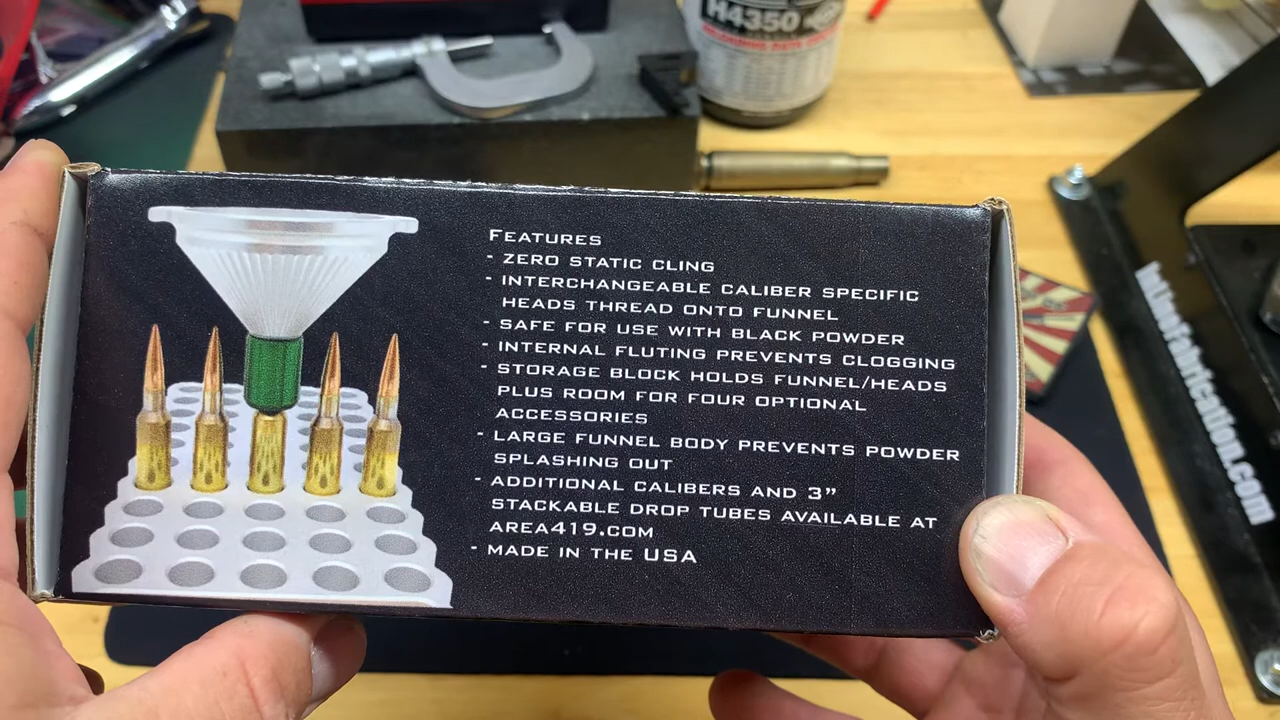 H4350
FEATURES
- ZERO STATIC CLING
- INTERCHANGEABLE CALIBER SPECIFIC
HEADS THREAD ONTO FUNNEL
- SAFE FOR USE WITH BLACK POWDER
- INTERNAL FLUTING PREVENTS CLOGGING
- STORAGE BLOCK HOLDS FUNNEL/HEADS
PLUS ROOM FOR FOUR OPTIONAL
ACCESSORIES
- LARGE FUNNEL BODY PREVENTS POWDER
SPLASHING OUT
- ADDITIONAL CALIBERS AND 3”
STACKABLE DROP TUBES AVAILABLE AT
AREA419.COM
- MADE IN THE USA